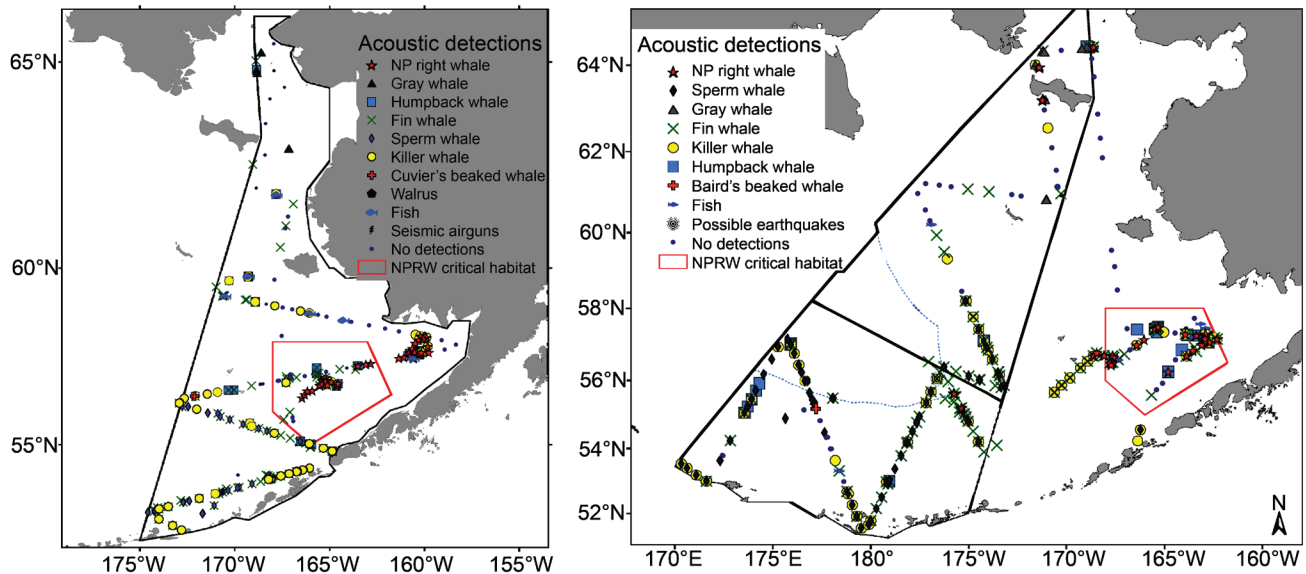 Acoustic detections
NP right whale
Gray whale
Humpback whale
Fin whale
Sperm whale
Killer whale
Cuvier's beaked whale
Walrus
Fish
Seismic airguns
No detections
NPRW critical habitat
65°N
60°N
55°N
175°W
170°W
165°W
160°W
155°W
Acoustic detections
NP right whale
Sperm whale
Gray whale
Fin whale
Killer whale
Humpback whale
Baird's beaked whale
Fish
Possible earthquakes
No detections
NPRW critical habitat
64°N
62°N
60°N
58°N
56°N
54°N
52°N
N
170°E
175°E
180°
175°W
170°W
165°W
160°W